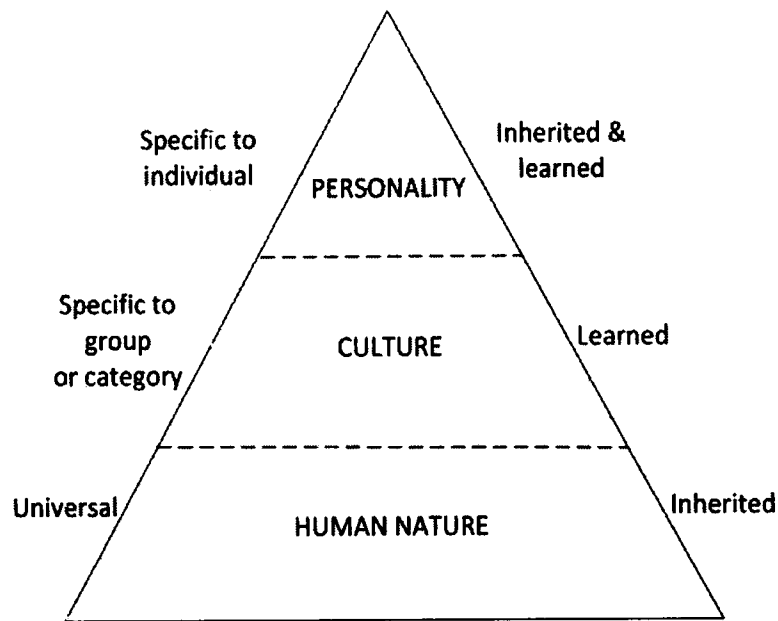 Specific to
individual
PERSONALITY
Inherited &
learned
Specific to
group
or category
CULTURE
Learned
Universal
HUMAN NATURE
Inherited